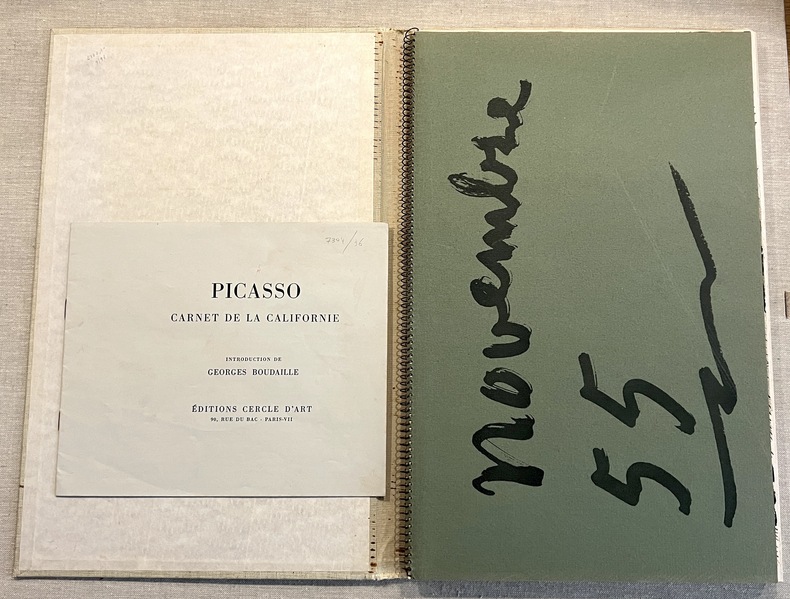 PICASSO
CARNET DE LA CALIFORNIE
INTRODUCTION DE
GEORGES BOUDAILLE
ÉDITIONS CERCLE D'ART
90, RUE DU BAC - PARIS-VII
novembre
55